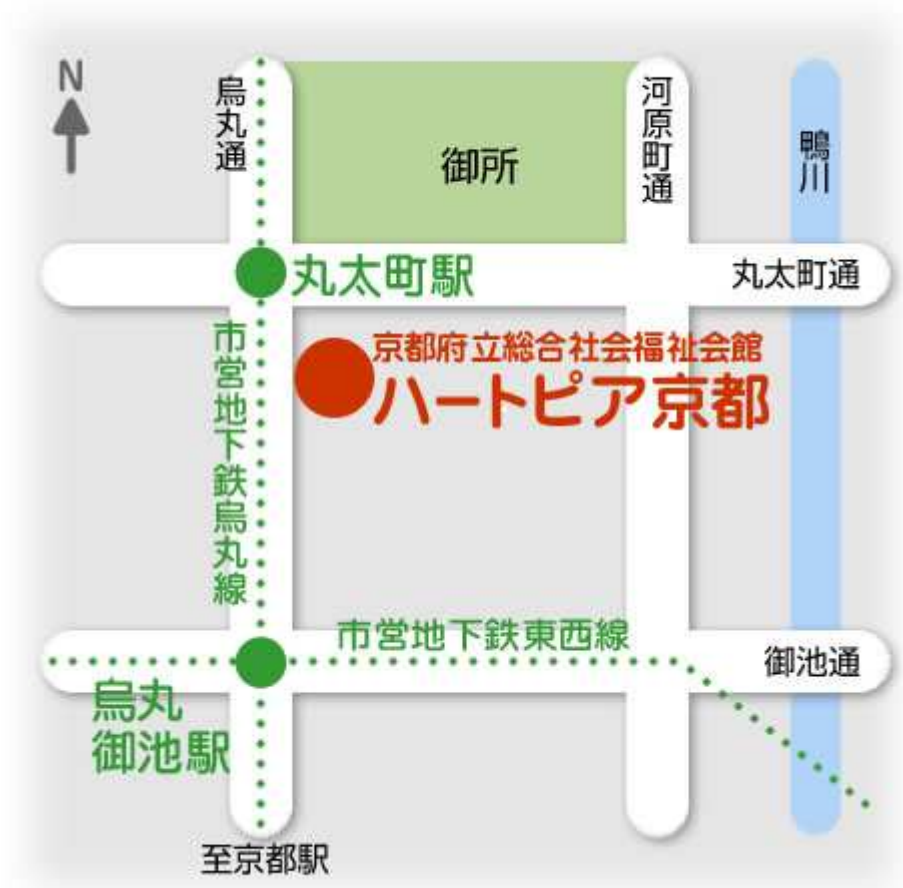 N
烏丸通
御所
河原町通
鴨川
丸太町駅
丸太町通
京都府立総合社会福祉会館
ハートピア京都
市営地下鉄烏丸線
市営地下鉄東西線
御池通
烏丸
御池駅
至京都駅